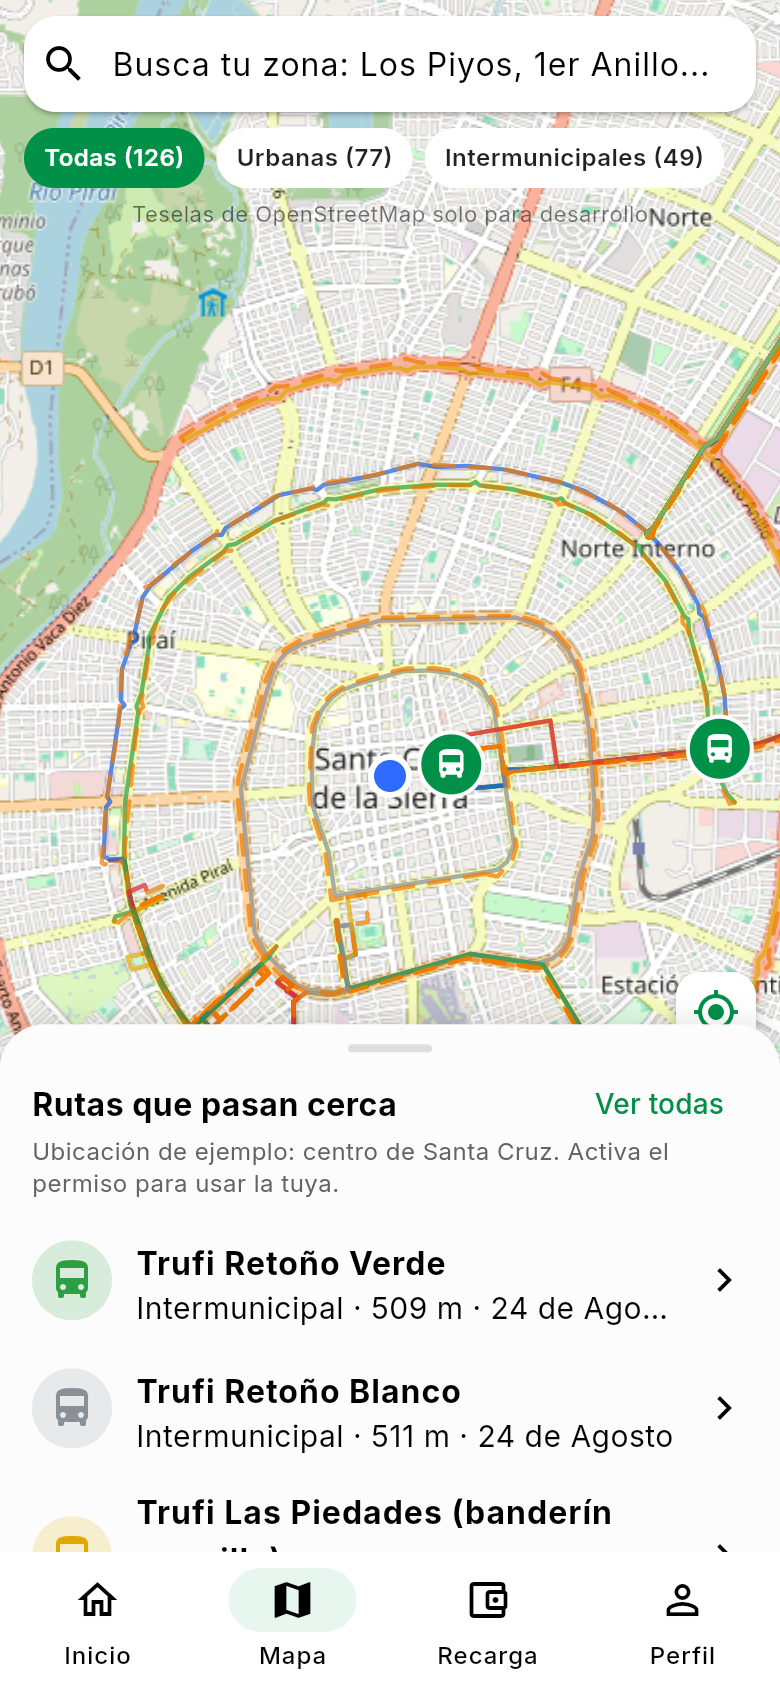 Busca tu zona: Los Piyos, 1er Anillo...
Todas (126)
Urbanas (77)
Intermunicipales (49)
Río Piraí
Teselas de OpenStreetMap solo para desarrollo
Norte
D1
F4
Norte Interno
Antonio Vaca Díez
Piraí
de la Sierra
Avenida Piraí
Rutas que pasan cerca
Ver todas
Ubicación de ejemplo: centro de Santa Cruz. Activa el
permiso para usar la tuya.
Trufi Retoño Verde
Intermunicipal · 509 m · 24 de Ago...
Trufi Retoño Blanco
Intermunicipal · 511 m · 24 de Agosto
Trufi Las Piedades (banderín
Inicio
Mapa
Recarga
Perfil